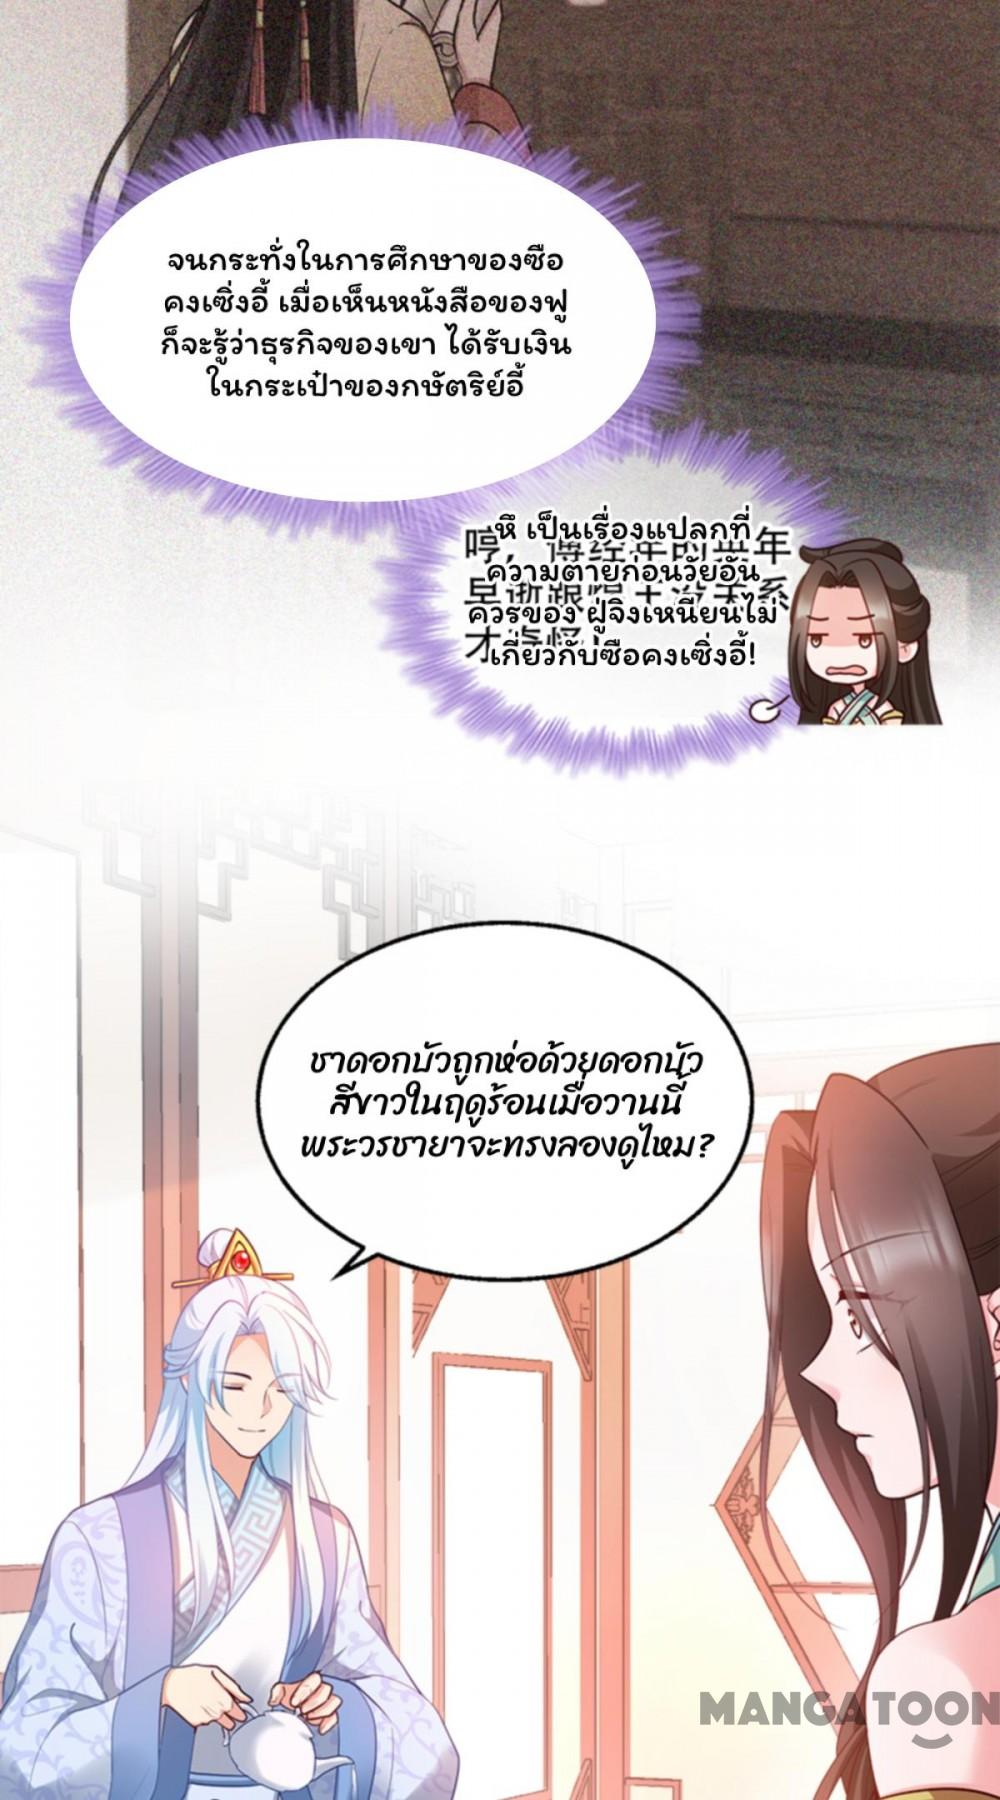 จนกระทั่งในการศึกษาของซือ
คงเซิ่งอี้ เมื่อเห็นหนังสือของฟู
ก็จะรู้ว่าธุรกิจของเขา ได้รับเงิน
ในกระเป๋าของกษัตริย์อี้
เหึ เป็นเรื่องแปลกที่
ความตายก่อนวัยอัน
ควรของ ฝูจิงเหนียนไม่
เกี่ยวกับซือคงเซิ่งอี้!
ชาดอกบัวถูกห่อด้วยดอกบัว
สีขาวในฤดูร้อนเมื่อวานนี้
พระวรชายาจะทรงลองดูไหม?
MANGATOON